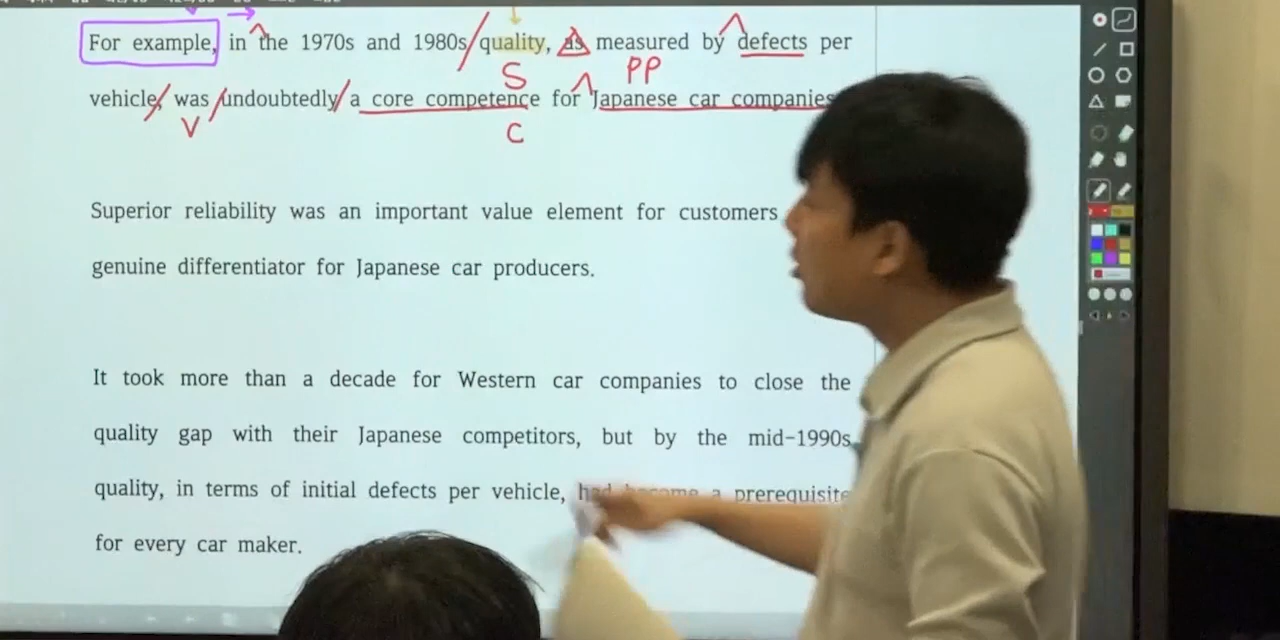 For example, in the 1970s and 1980s quality, as measured by defects per
S PP
vehicle, was undoubtedly a core competence for Japanese car companies
V C
Superior reliability was an important value element for customers
genuine differentiator for Japanese car producers.
It took more than a decade for Western car companies to close the
quality gap with their Japanese competitors, but by the mid-1990s
quality, in terms of initial defects per vehicle, had become a prerequisite
for every car maker.